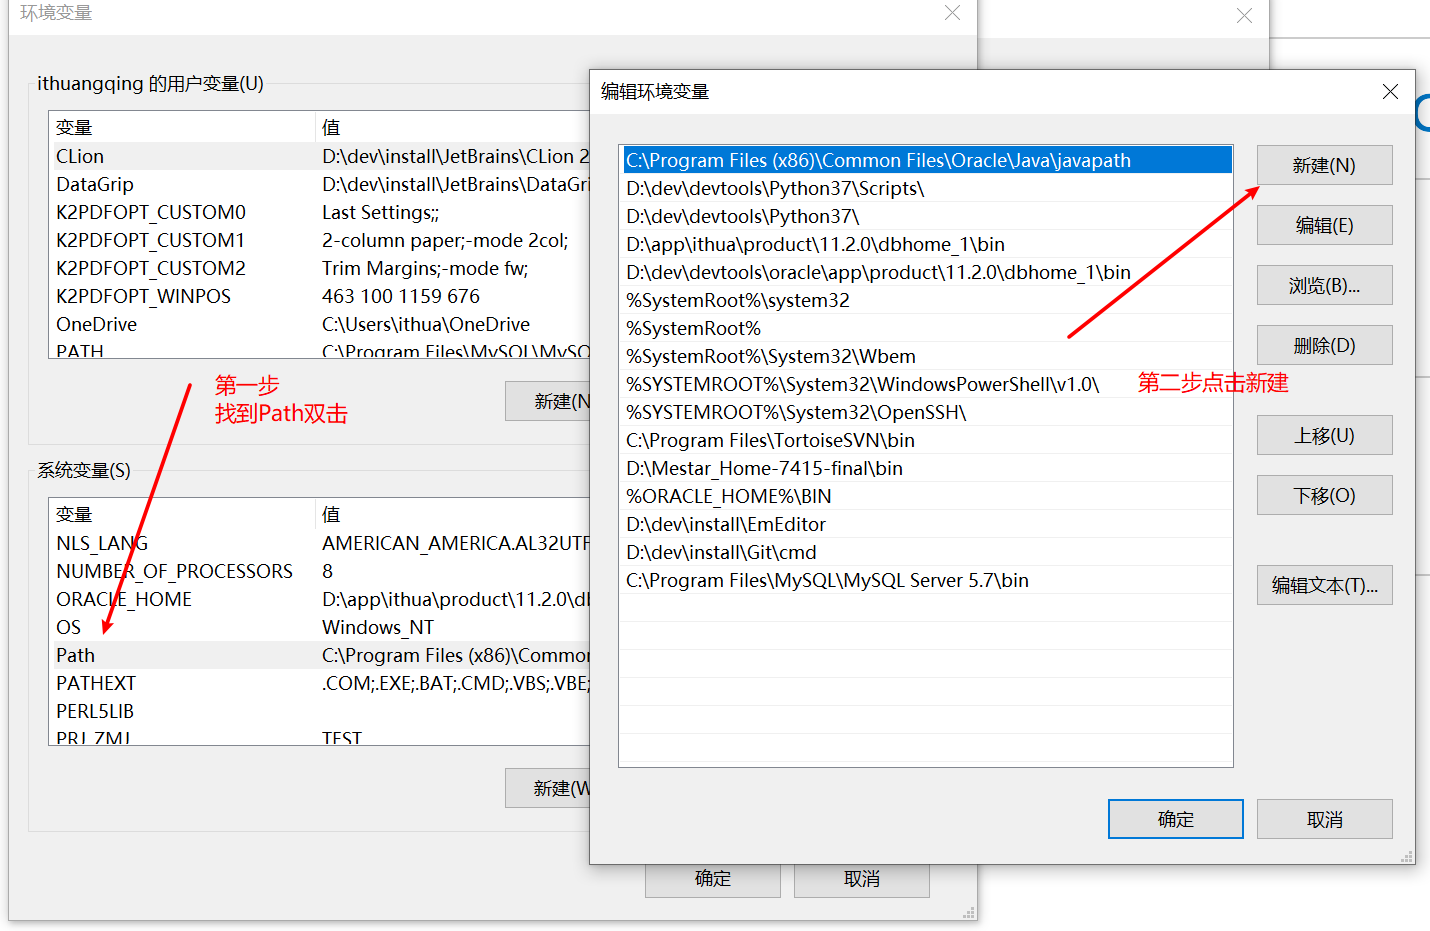 环境变量
ithuangqing 的用户变量(U)
变量 值
CLion D:\dev\install\JetBrains\CLion 2
DataGrip D:\dev\install\JetBrains\DataGri
K2PDFOPT_CUSTOM0 Last Settings;;
K2PDFOPT_CUSTOM1 2-column paper;-mode 2col;
K2PDFOPT_CUSTOM2 Trim Margins;-mode fw;
K2PDFOPT_WINPOS 463 100 1159 676
OneDrive C:\Users\ithua\OneDrive
PATH C:\Program Files\MySQL\MySQ
第一步
找到Path双击
新建(N
系统变量(S)
变量 值
NLS_LANG AMERICAN_AMERICA.AL32UTF
NUMBER_OF_PROCESSORS 8
ORACLE_HOME D:\app\ithua\product\11.2.0\db
OS Windows_NT
Path C:\Program Files (x86)\Common
PATHEXT .COM;.EXE;.BAT;.CMD;.VBS;.VBE;
PERL5LIB
PRJ_ZMJ TEST
新建(W
确定 取消
编辑环境变量
C:\Program Files (x86)\Common Files\Oracle\Java\javapath
D:\dev\devtools\Python37\Scripts\
D:\dev\devtools\Python37\
D:\app\ithua\product\11.2.0\dbhome_1\bin
D:\dev\devtools\oracle\app\product\11.2.0\dbhome_1\bin
%SystemRoot%\system32
%SystemRoot%
%SystemRoot%\System32\Wbem
%SYSTEMROOT%\System32\WindowsPowerShell\v1.0\
%SYSTEMROOT%\System32\OpenSSH\
C:\Program Files\TortoiseSVN\bin
D:\Mestar_Home-7415-final\bin
%ORACLE_HOME%\BIN
D:\dev\install\EmEditor
D:\dev\install\Git\cmd
C:\Program Files\MySQL\MySQL Server 5.7\bin
新建(N)
编辑(E)
浏览(B)...
删除(D)
第二步点击新建
上移(U)
下移(O)
编辑文本(T)...
确定 取消